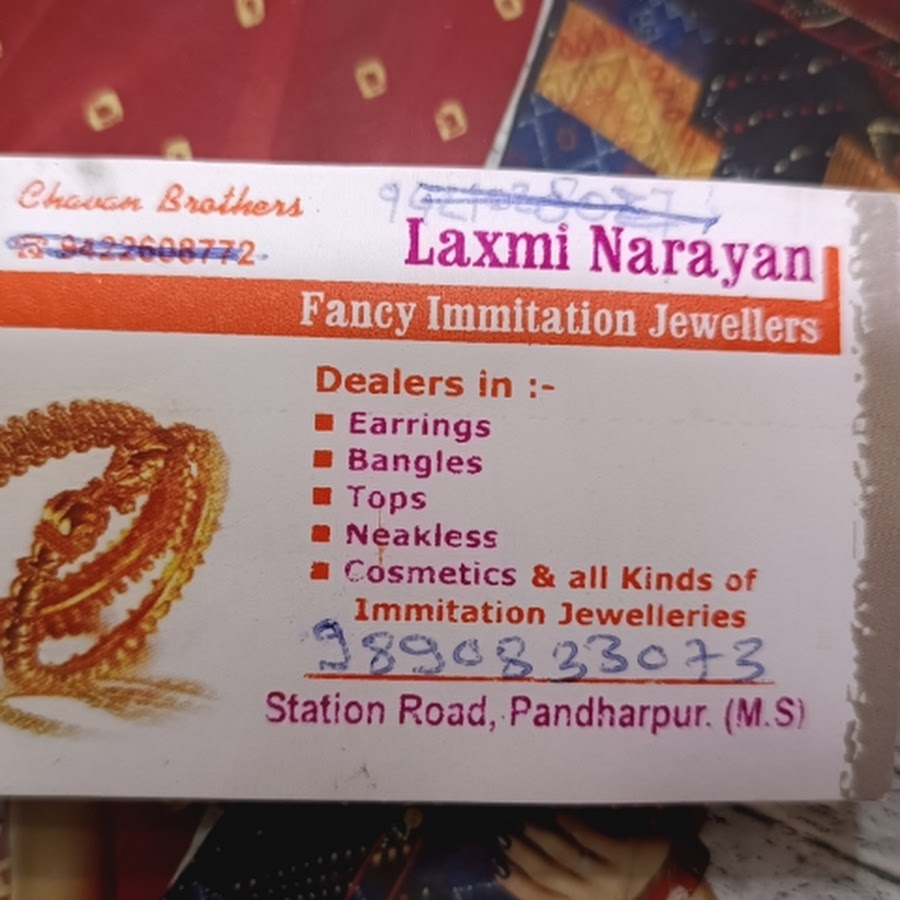 Chavan Brothers
☎ 9422608772
Laxmi Narayan
Fancy Immitation Jewellers
Dealers in :-
■ Earrings
■ Bangles
■ Tops
■ Neakless
■ Cosmetics & all Kinds of
Immitation Jewelleries
9890833073
Station Road, Pandharpur. (M.S)